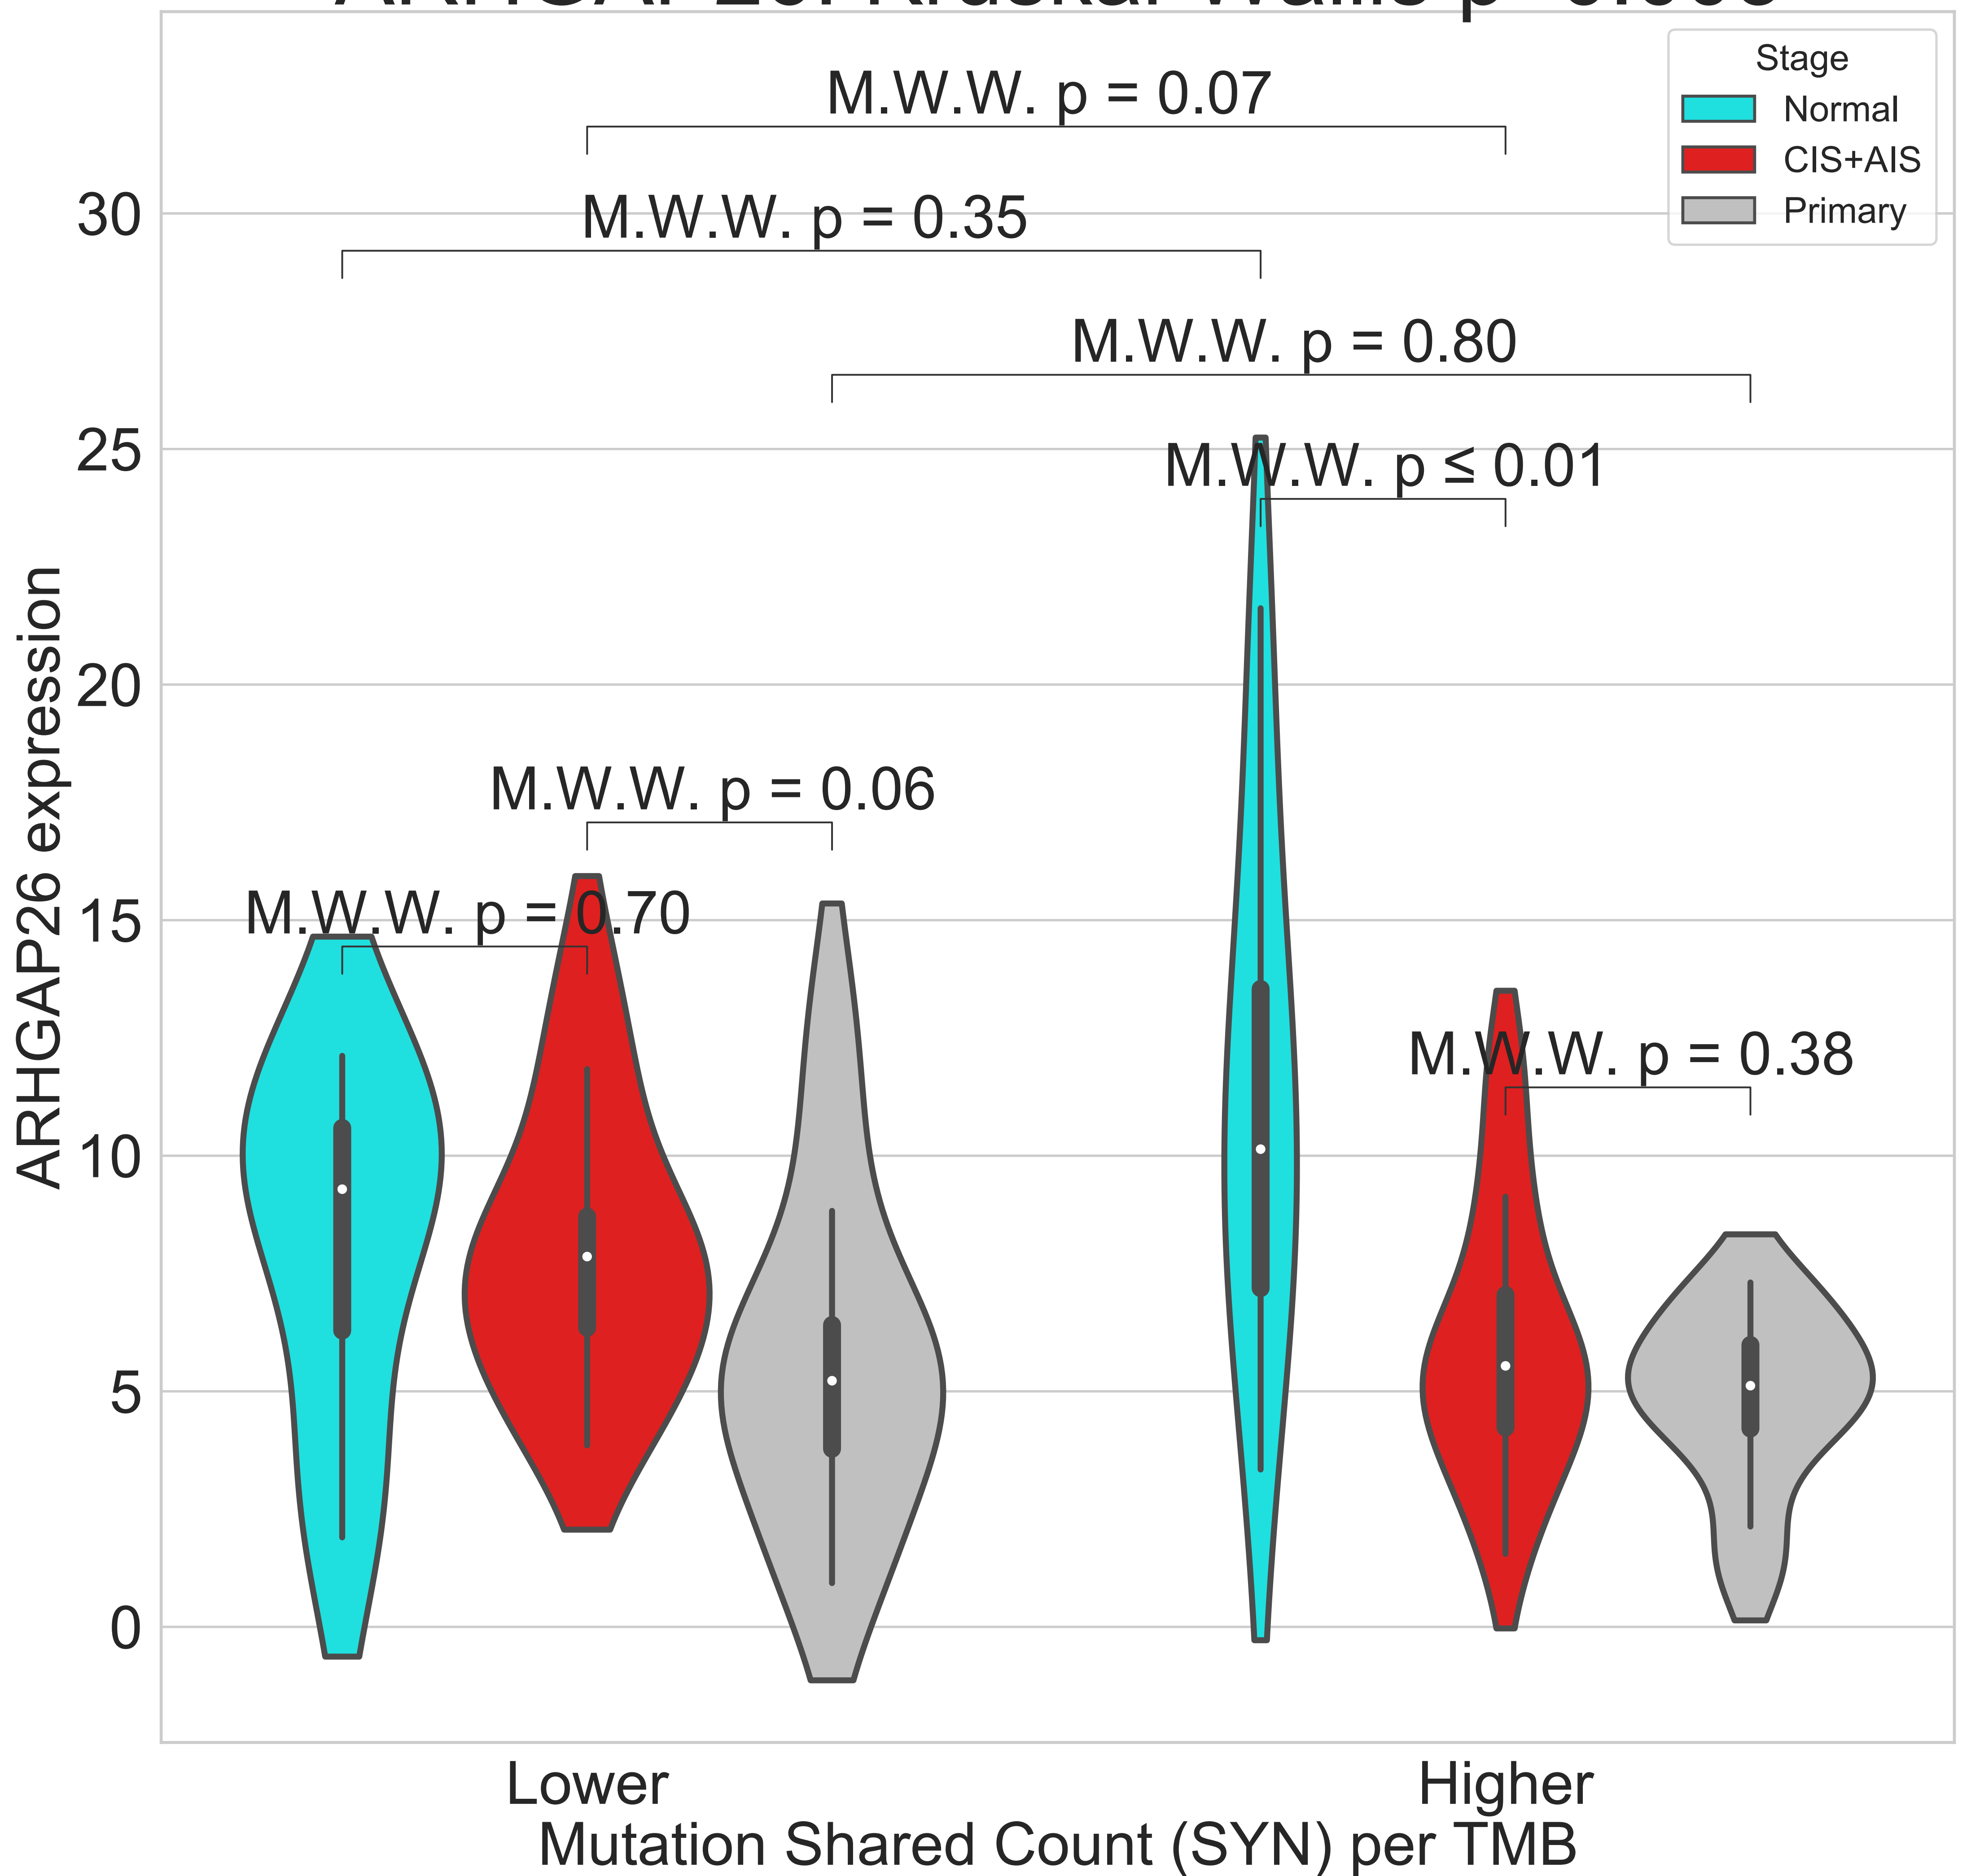 Stage
Normal
CIS+AIS
Primary
M.W.W. p = 0.07
M.W.W. p = 0.35
M.W.W. p = 0.80
M.W.W. p ≤ 0.01
M.W.W. p = 0.06
M.W.W. p = 0.70
M.W.W. p = 0.38
30
25
20
15
10
5
0
ARHGAP26 expression
Lower
Higher
Mutation Shared Count (SYN) per TMB